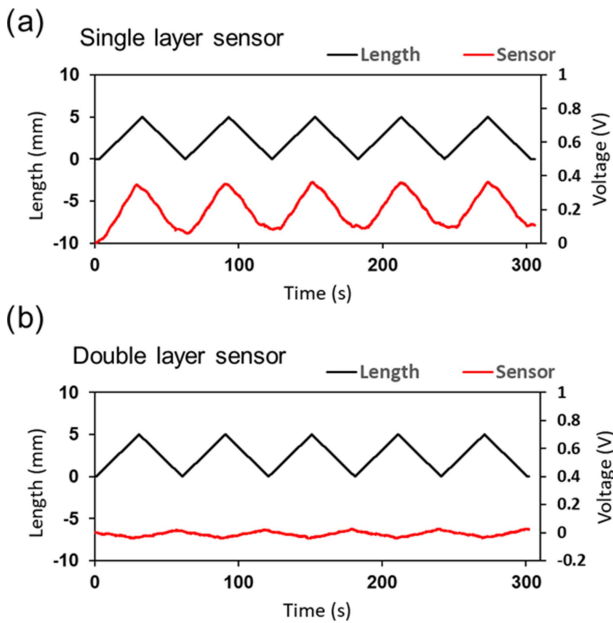 (a)
Single layer sensor
Length Sensor
10
5
0
-5
-10
Length (mm)
1
0.8
0.6
0.4
0.2
0
Voltage (V)
0 100 200 300
Time (s)
(b)
Double layer sensor
Length Sensor
10
5
0
-5
-10
Length (mm)
1
0.8
0.6
0.4
0.2
0
-0.2
Voltage (V)
0 100 200 300
Time (s)